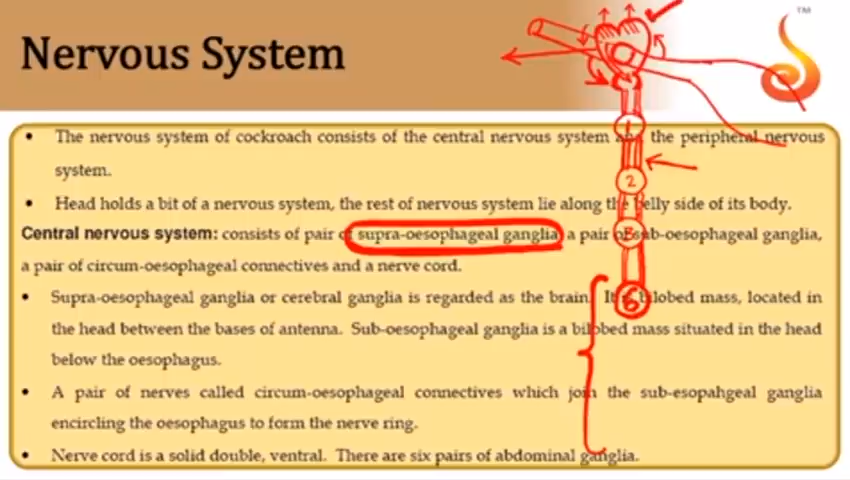 TM
Nervous System
The nervous system of cockroach consists of the central nervous system and the peripheral nervous
system.
Head holds a bit of a nervous system, the rest of nervous system lie along the belly side of its body.
Central nervous system: consists of pair of supra-oesophageal ganglia, a pair of sub-oesophageal ganglia,
a pair of circum-oesophageal connectives and a nerve cord.
Supra-oesophageal ganglia or cerebral ganglia is regarded as the brain. It is bilobed mass, located in
the head between the bases of antenna. Sub-oesophageal ganglia is a bilobed mass situated in the head
below the oesophagus.
A pair of nerves called circum-oesophageal connectives which join the sub-esopahgeal ganglia
encircling the oesophagus to form the nerve ring.
Nerve cord is a solid double, ventral. There are six pairs of abdominal ganglia.
1
2
6